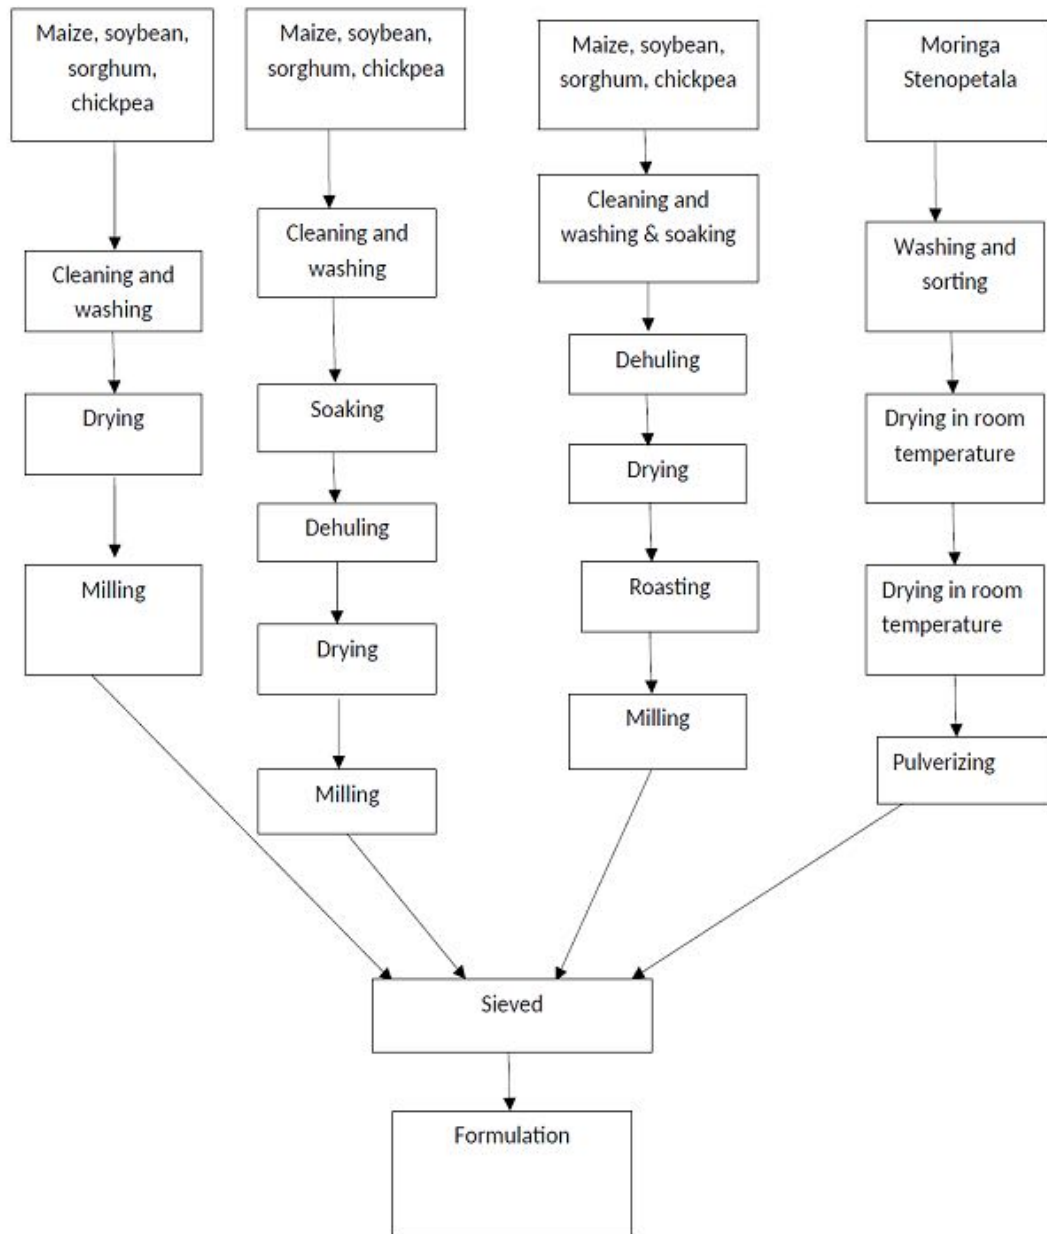 Maize, soybean,
sorghum,
chickpea
Cleaning and
washing
Drying
Milling
Maize, soybean,
sorghum, chickpea
Cleaning and
washing
Soaking
Dehuling
Drying
Milling
Maize, soybean,
sorghum, chickpea
Cleaning and
washing & soaking
Dehuling
Drying
Roasting
Milling
Moringa
Stenopetala
Washing and
sorting
Drying in room
temperature
Drying in room
temperature
Pulverizing
Sieved
Formulation